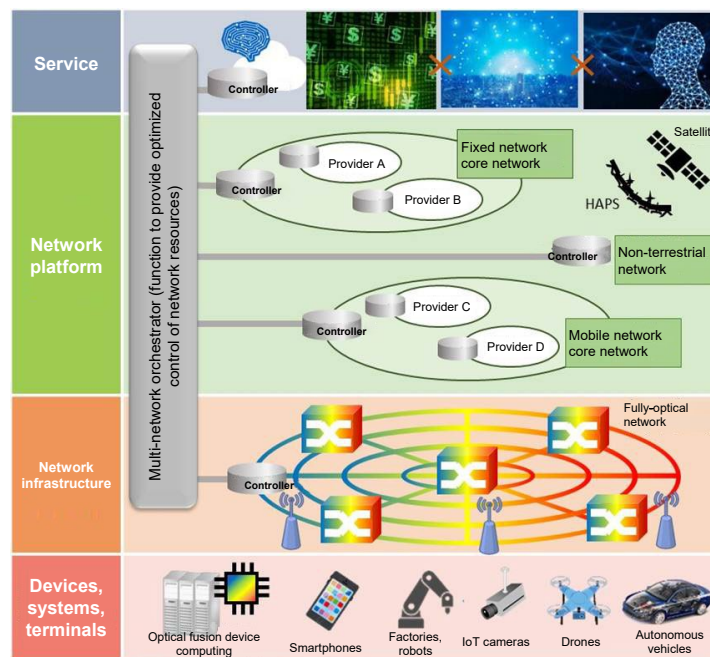 Service
Controller
Multi-network orchestrator (function to provide optimized
control of network resources)
Network
platform
Fixed network
core network
Provider A
Controller
Provider B
Satellit
HAPS
Controller
Non-terrestrial
network
Provider C
Controller
Provider D
Mobile network
core network
Network
infrastructure
Fully-optical
network
Controller
Devices,
systems,
terminals
Optical fusion device
computing
Smartphones
Factories,
robots
IoT cameras
Drones
Autonomous
vehicles